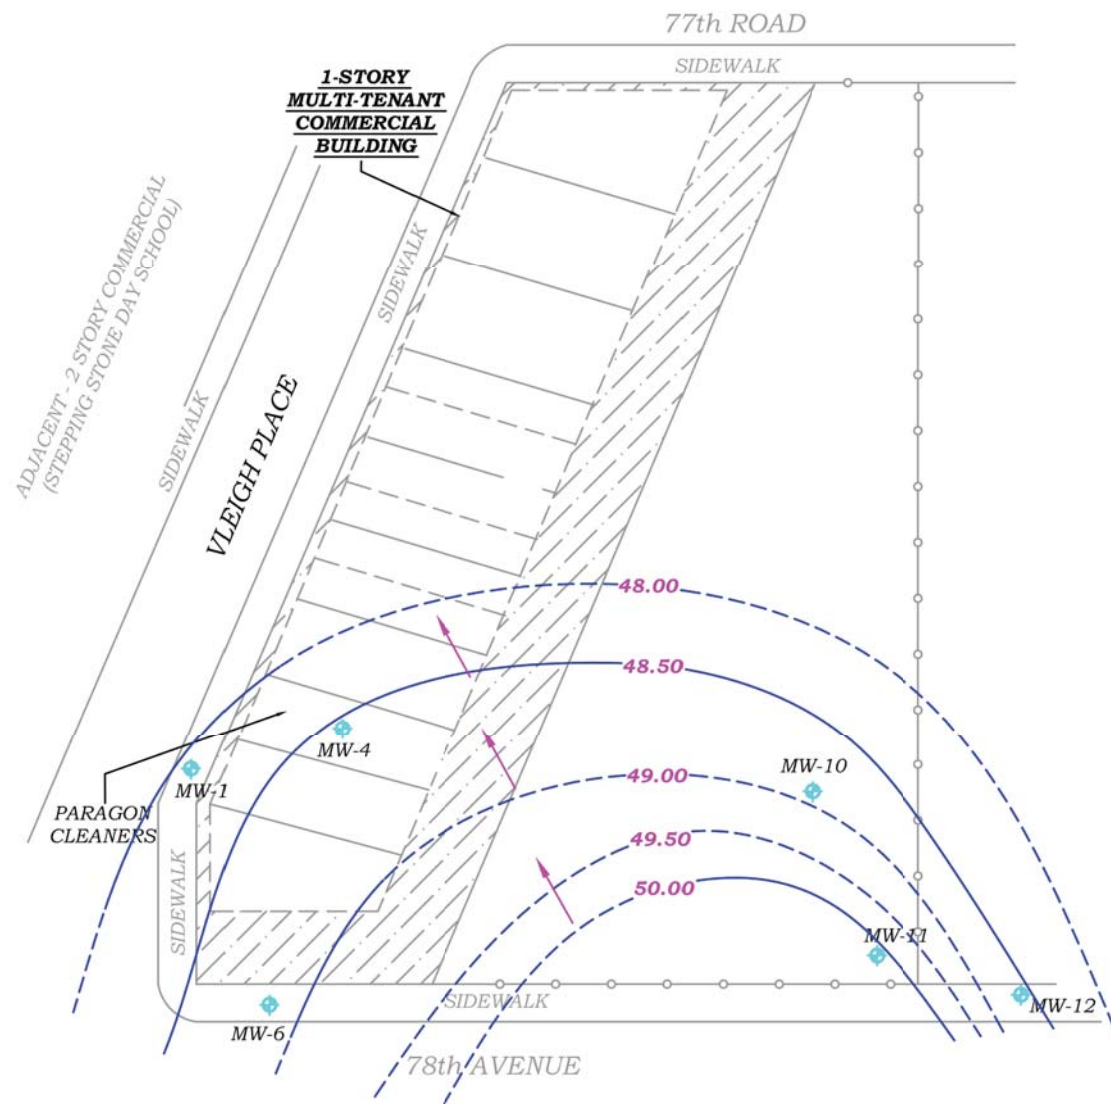 77th ROAD
SIDEWALK
1-STORY
MULTI-TENANT
COMMERCIAL
BUILDING
ADJACENT - 2 STORY COMMERCIAL
(STEPPING STONE DAY SCHOOL)
SIDEWALK
SIDEWALK
VLEIGH PLACE
48.00
48.50
MW-4
MW-10
49.00
MW-1
PARAGON
CLEANERS
49.50
50.00
SIDEWALK
MW-11
SIDEWALK
MW-12
MW-6
78th AVENUE